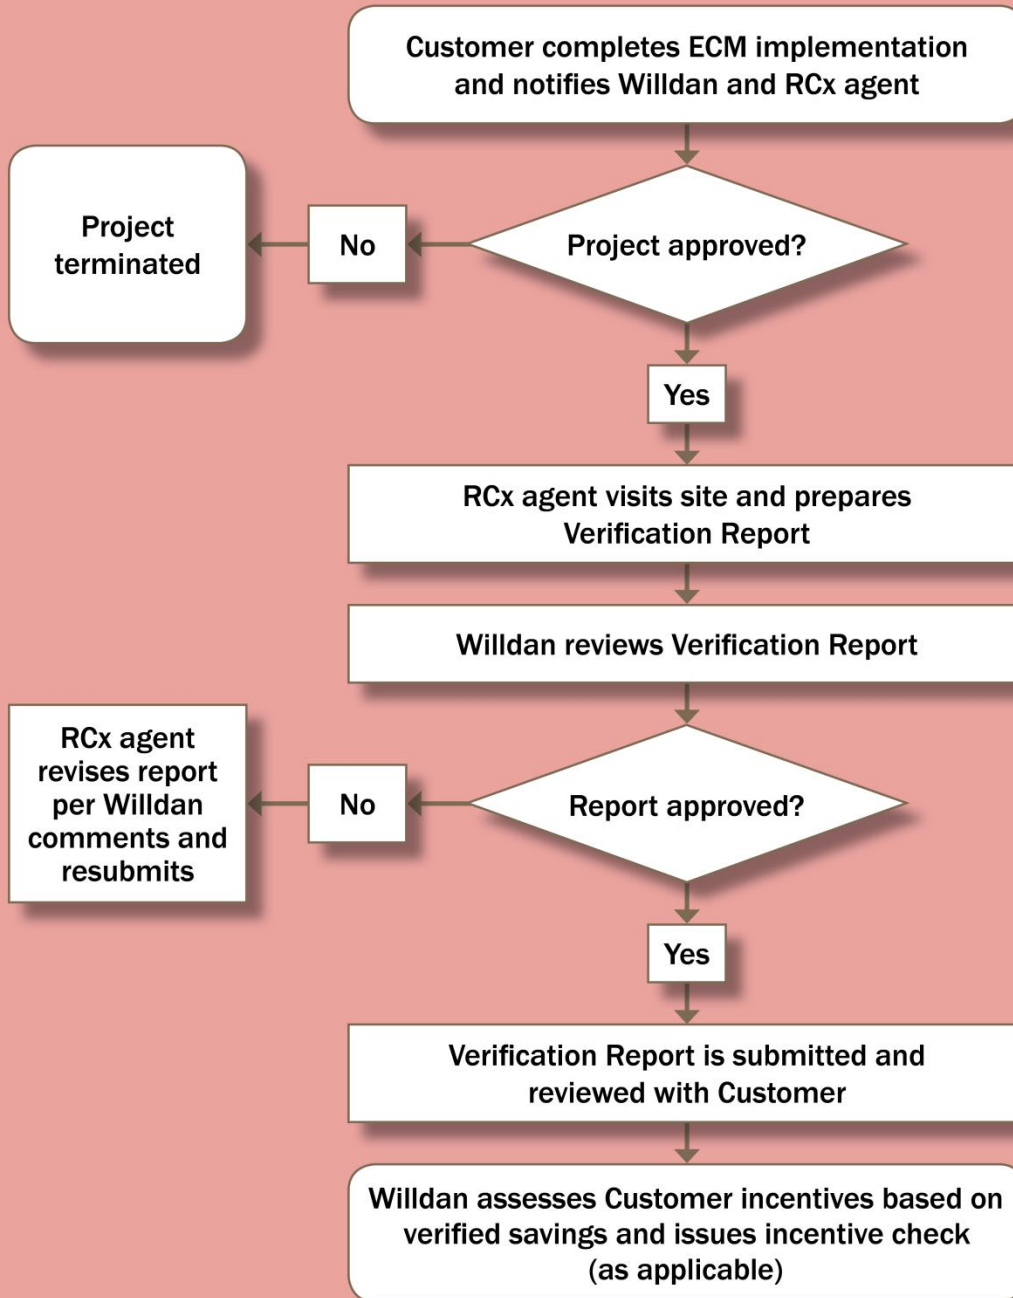 Customer completes ECM implementation
and notifies Willdan and RCx agent
Project
terminated
No
Project approved?
Yes
RCx agent visits site and prepares
Verification Report
Willdan reviews Verification Report
RCx agent
revises report
per Willdan
comments and
resubmits
No
Report approved?
Yes
Verification Report is submitted and
reviewed with Customer
Willdan assesses Customer incentives based on
verified savings and issues incentive check
(as applicable)